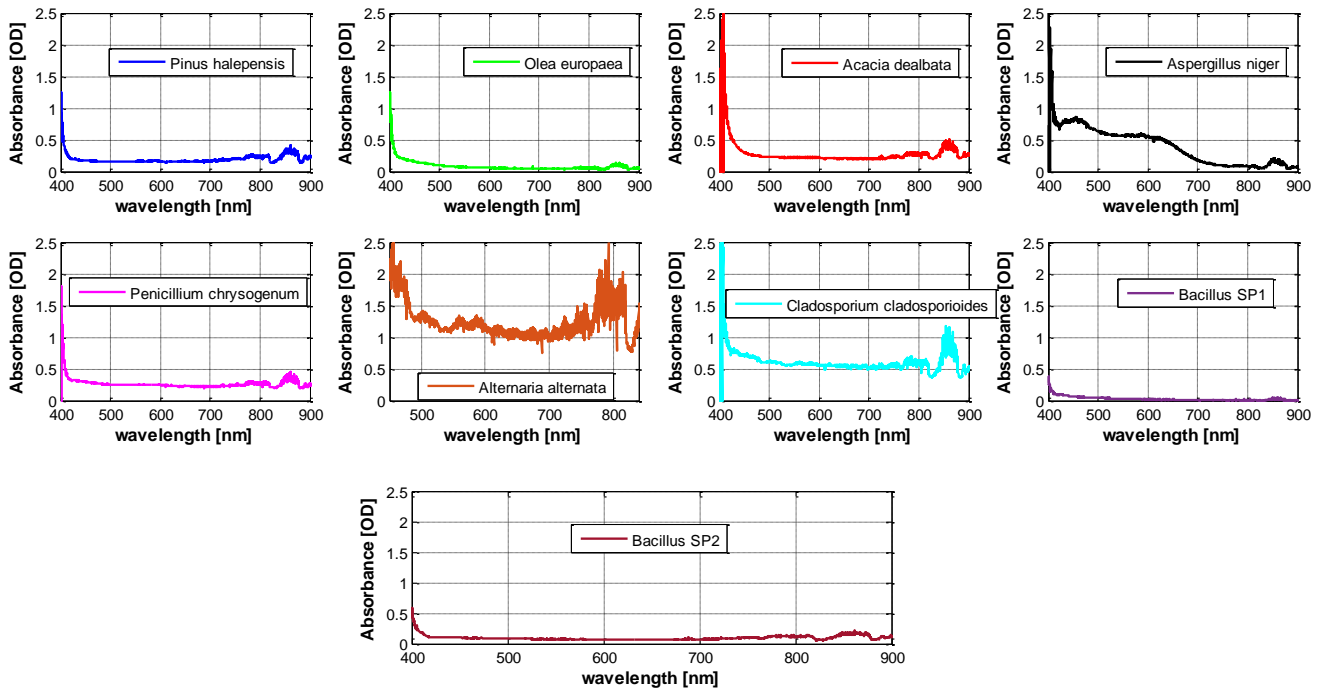 2.5
2
1.5
1
0.5
0
Absorbance [OD]
Pinus halepensis
400 500 600 700 800 900
wavelength [nm]
2.5
2
1.5
1
0.5
0
Absorbance [OD]
Olea europaea
400 500 600 700 800 900
wavelength [nm]
2.5
2
1.5
1
0.5
0
Absorbance [OD]
Acacia dealbata
400 500 600 700 800 900
wavelength [nm]
2.5
2
1.5
1
0.5
0
Absorbance [OD]
Aspergillus niger
400 500 600 700 800 900
wavelength [nm]
2.5
2
1.5
1
0.5
0
Absorbance [OD]
Penicillium chrysogenum
400 500 600 700 800 900
wavelength [nm]
2.5
2
1.5
1
0.5
0
Absorbance [OD]
Alternaria alternata
500 600 700 800
wavelength [nm]
2.5
2
1.5
1
0.5
0
Absorbance [OD]
Cladosporium cladosporioides
400 500 600 700 800 900
wavelength [nm]
2.5
2
1.5
1
0.5
0
Absorbance [OD]
Bacillus SP1
400 500 600 700 800 900
wavelength [nm]
2.5
2
1.5
1
0.5
0
Absorbance [OD]
Bacillus SP2
400 500 600 700 800 900
wavelength [nm]